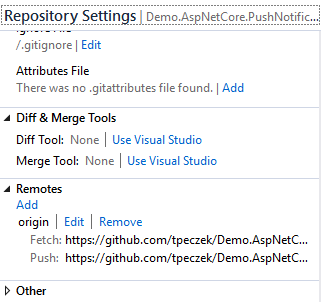 Repository Settings | Demo.AspNetCore.PushNotific...
Ignore File
/.gitignore | Edit
Attributes File
There was no .gitattributes file found. | Add
Diff & Merge Tools
Diff Tool: None | Use Visual Studio
Merge Tool: None | Use Visual Studio
Remotes
Add
origin | Edit | Remove
Fetch: https://github.com/tpeczek/Demo.AspNetC...
Push: https://github.com/tpeczek/Demo.AspNetC...
Other